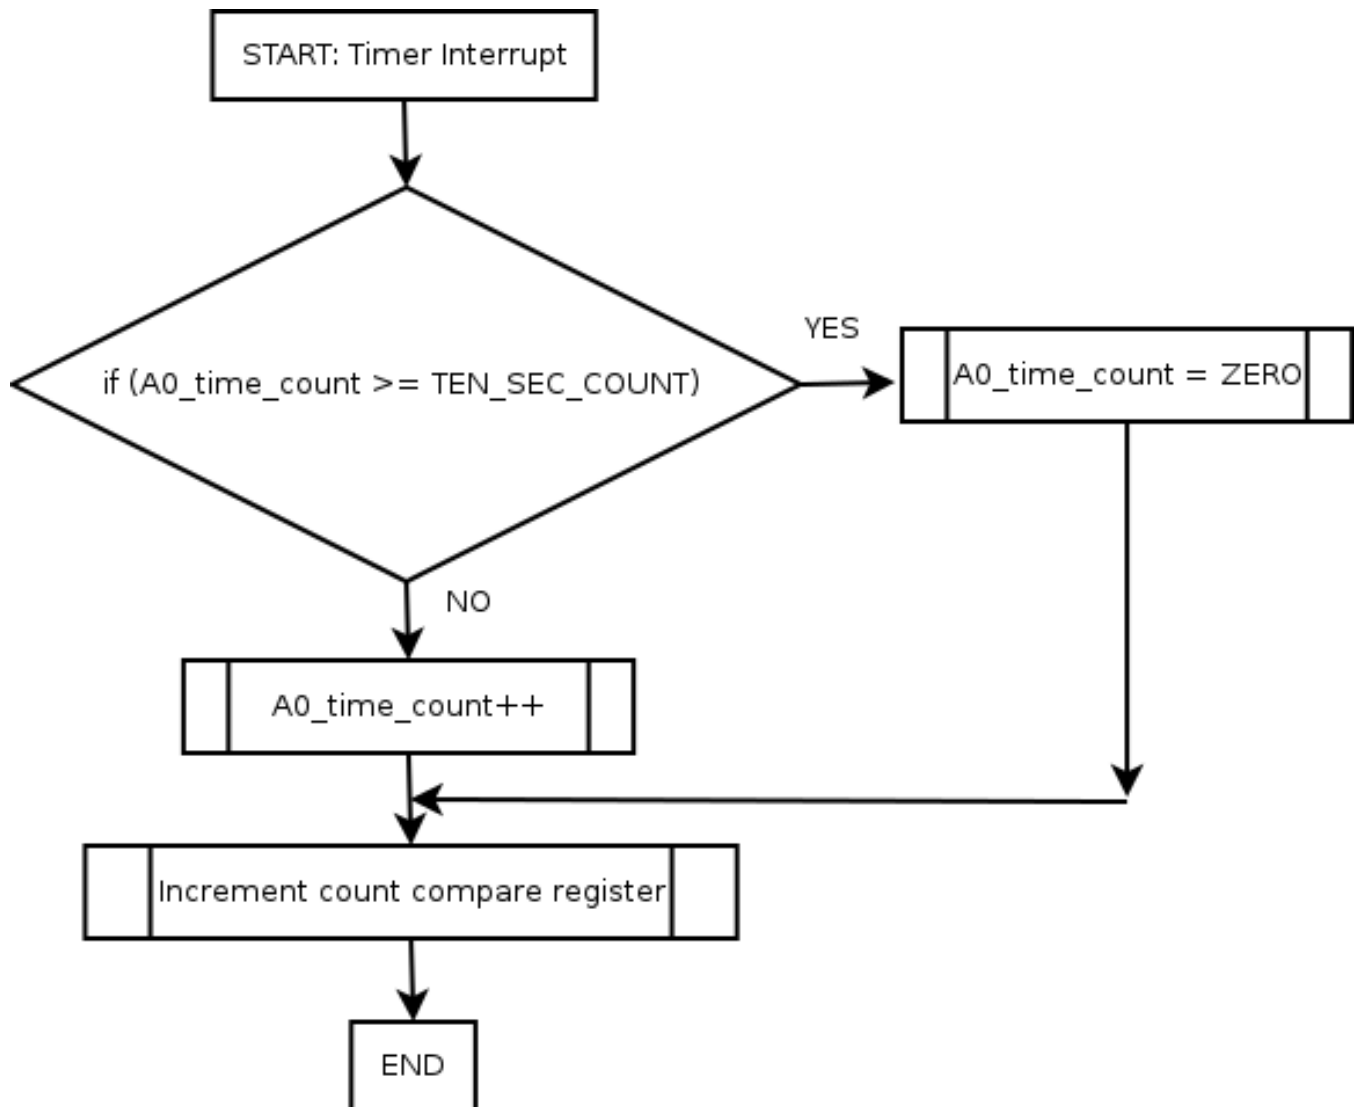 START: Timer Interrupt
YES
if (A0_time_count >= TEN_SEC_COUNT)
A0_time_count = ZERO
NO
A0_time_count++
Increment count compare register
END